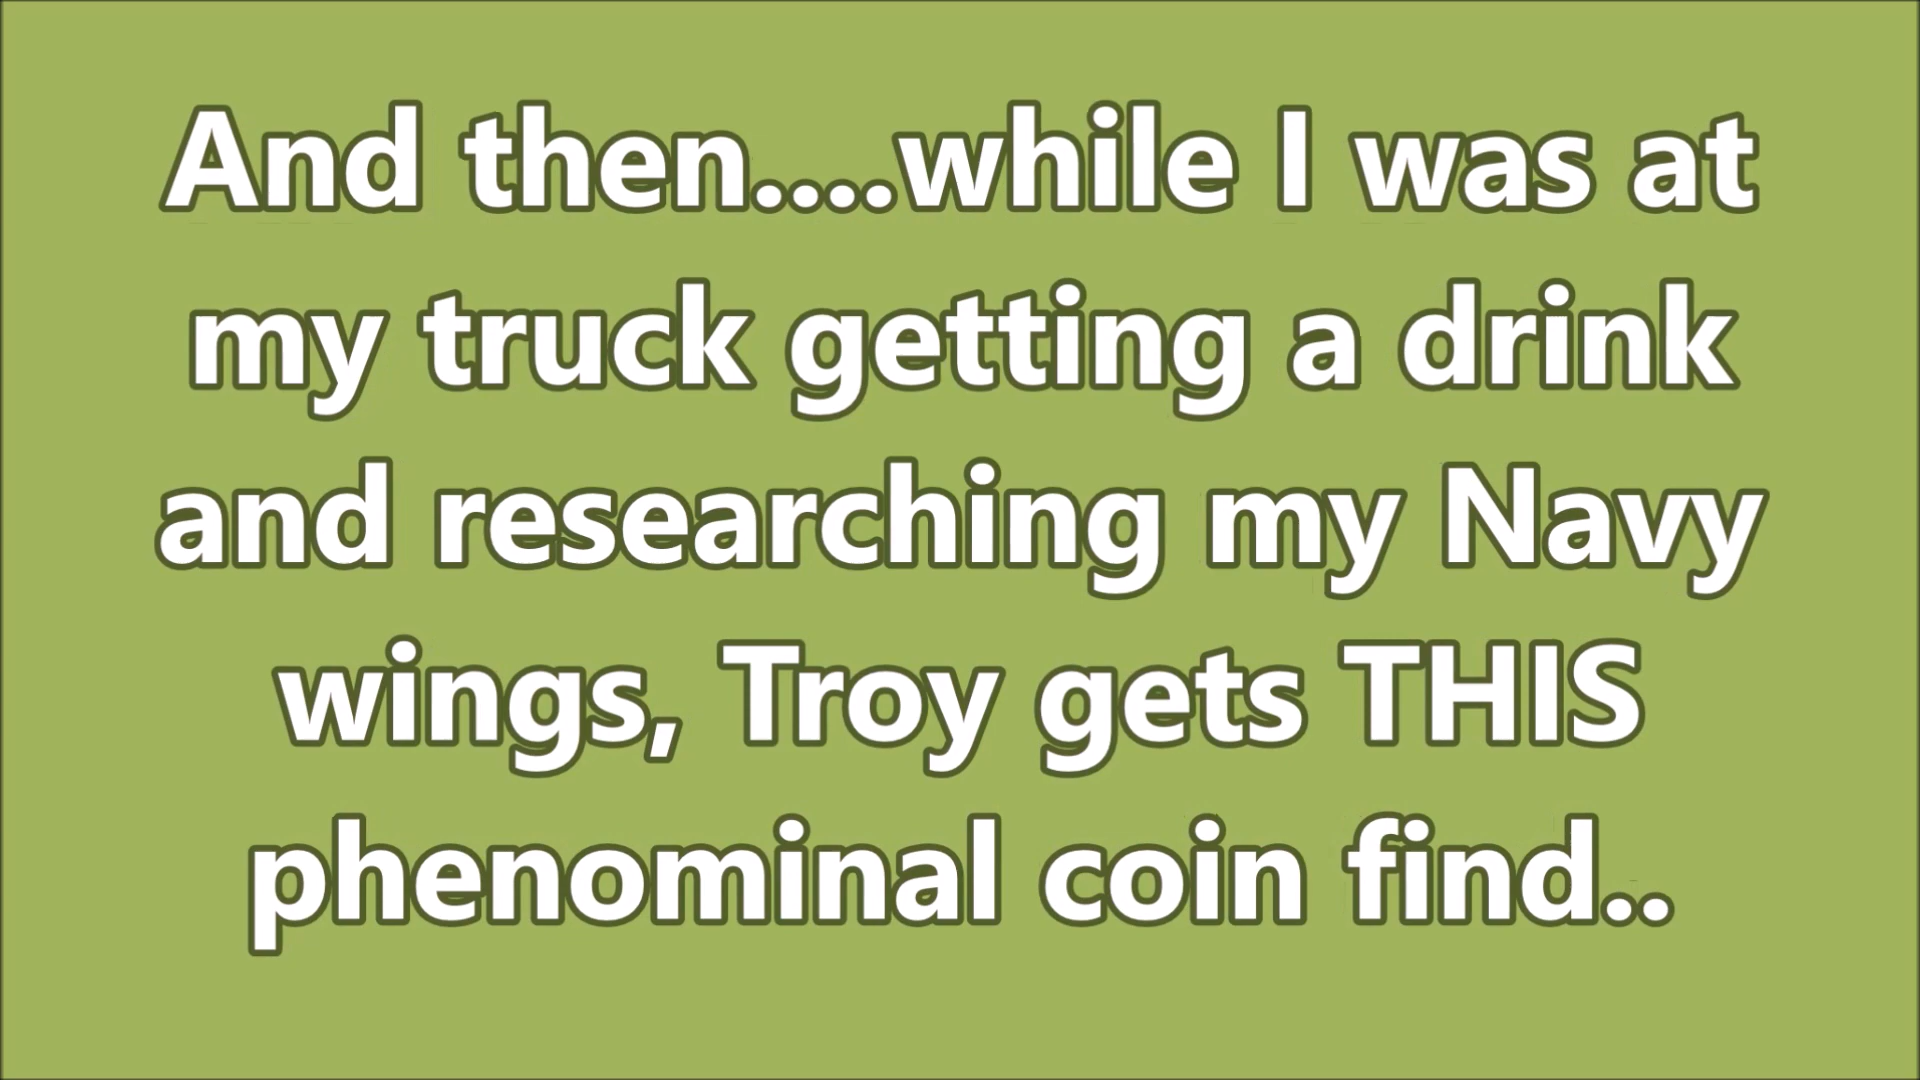 And then....while I was at
my truck getting a drink
and researching my Navy
wings, Troy gets THIS
phenominal coin find..